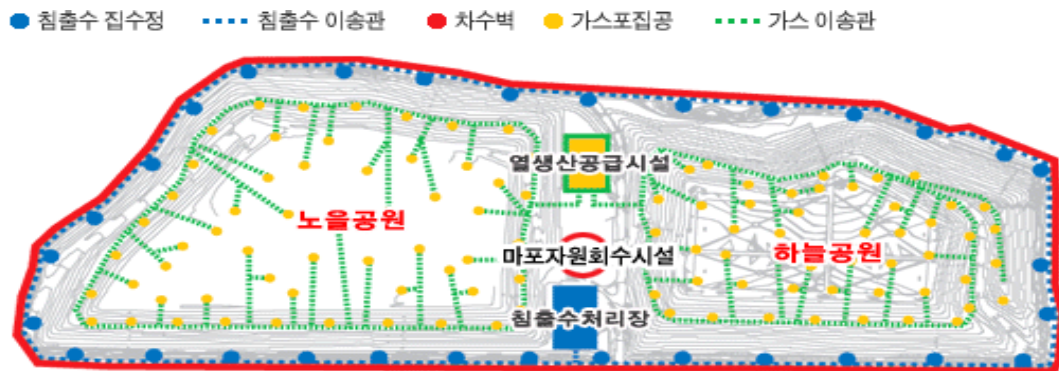 침출수 집수정 침출수 이송관 차수벽 가스포집공 가스 이송관
열생산공급시설
노을공원
마포자원회수시설
하늘공원
침출수처리장